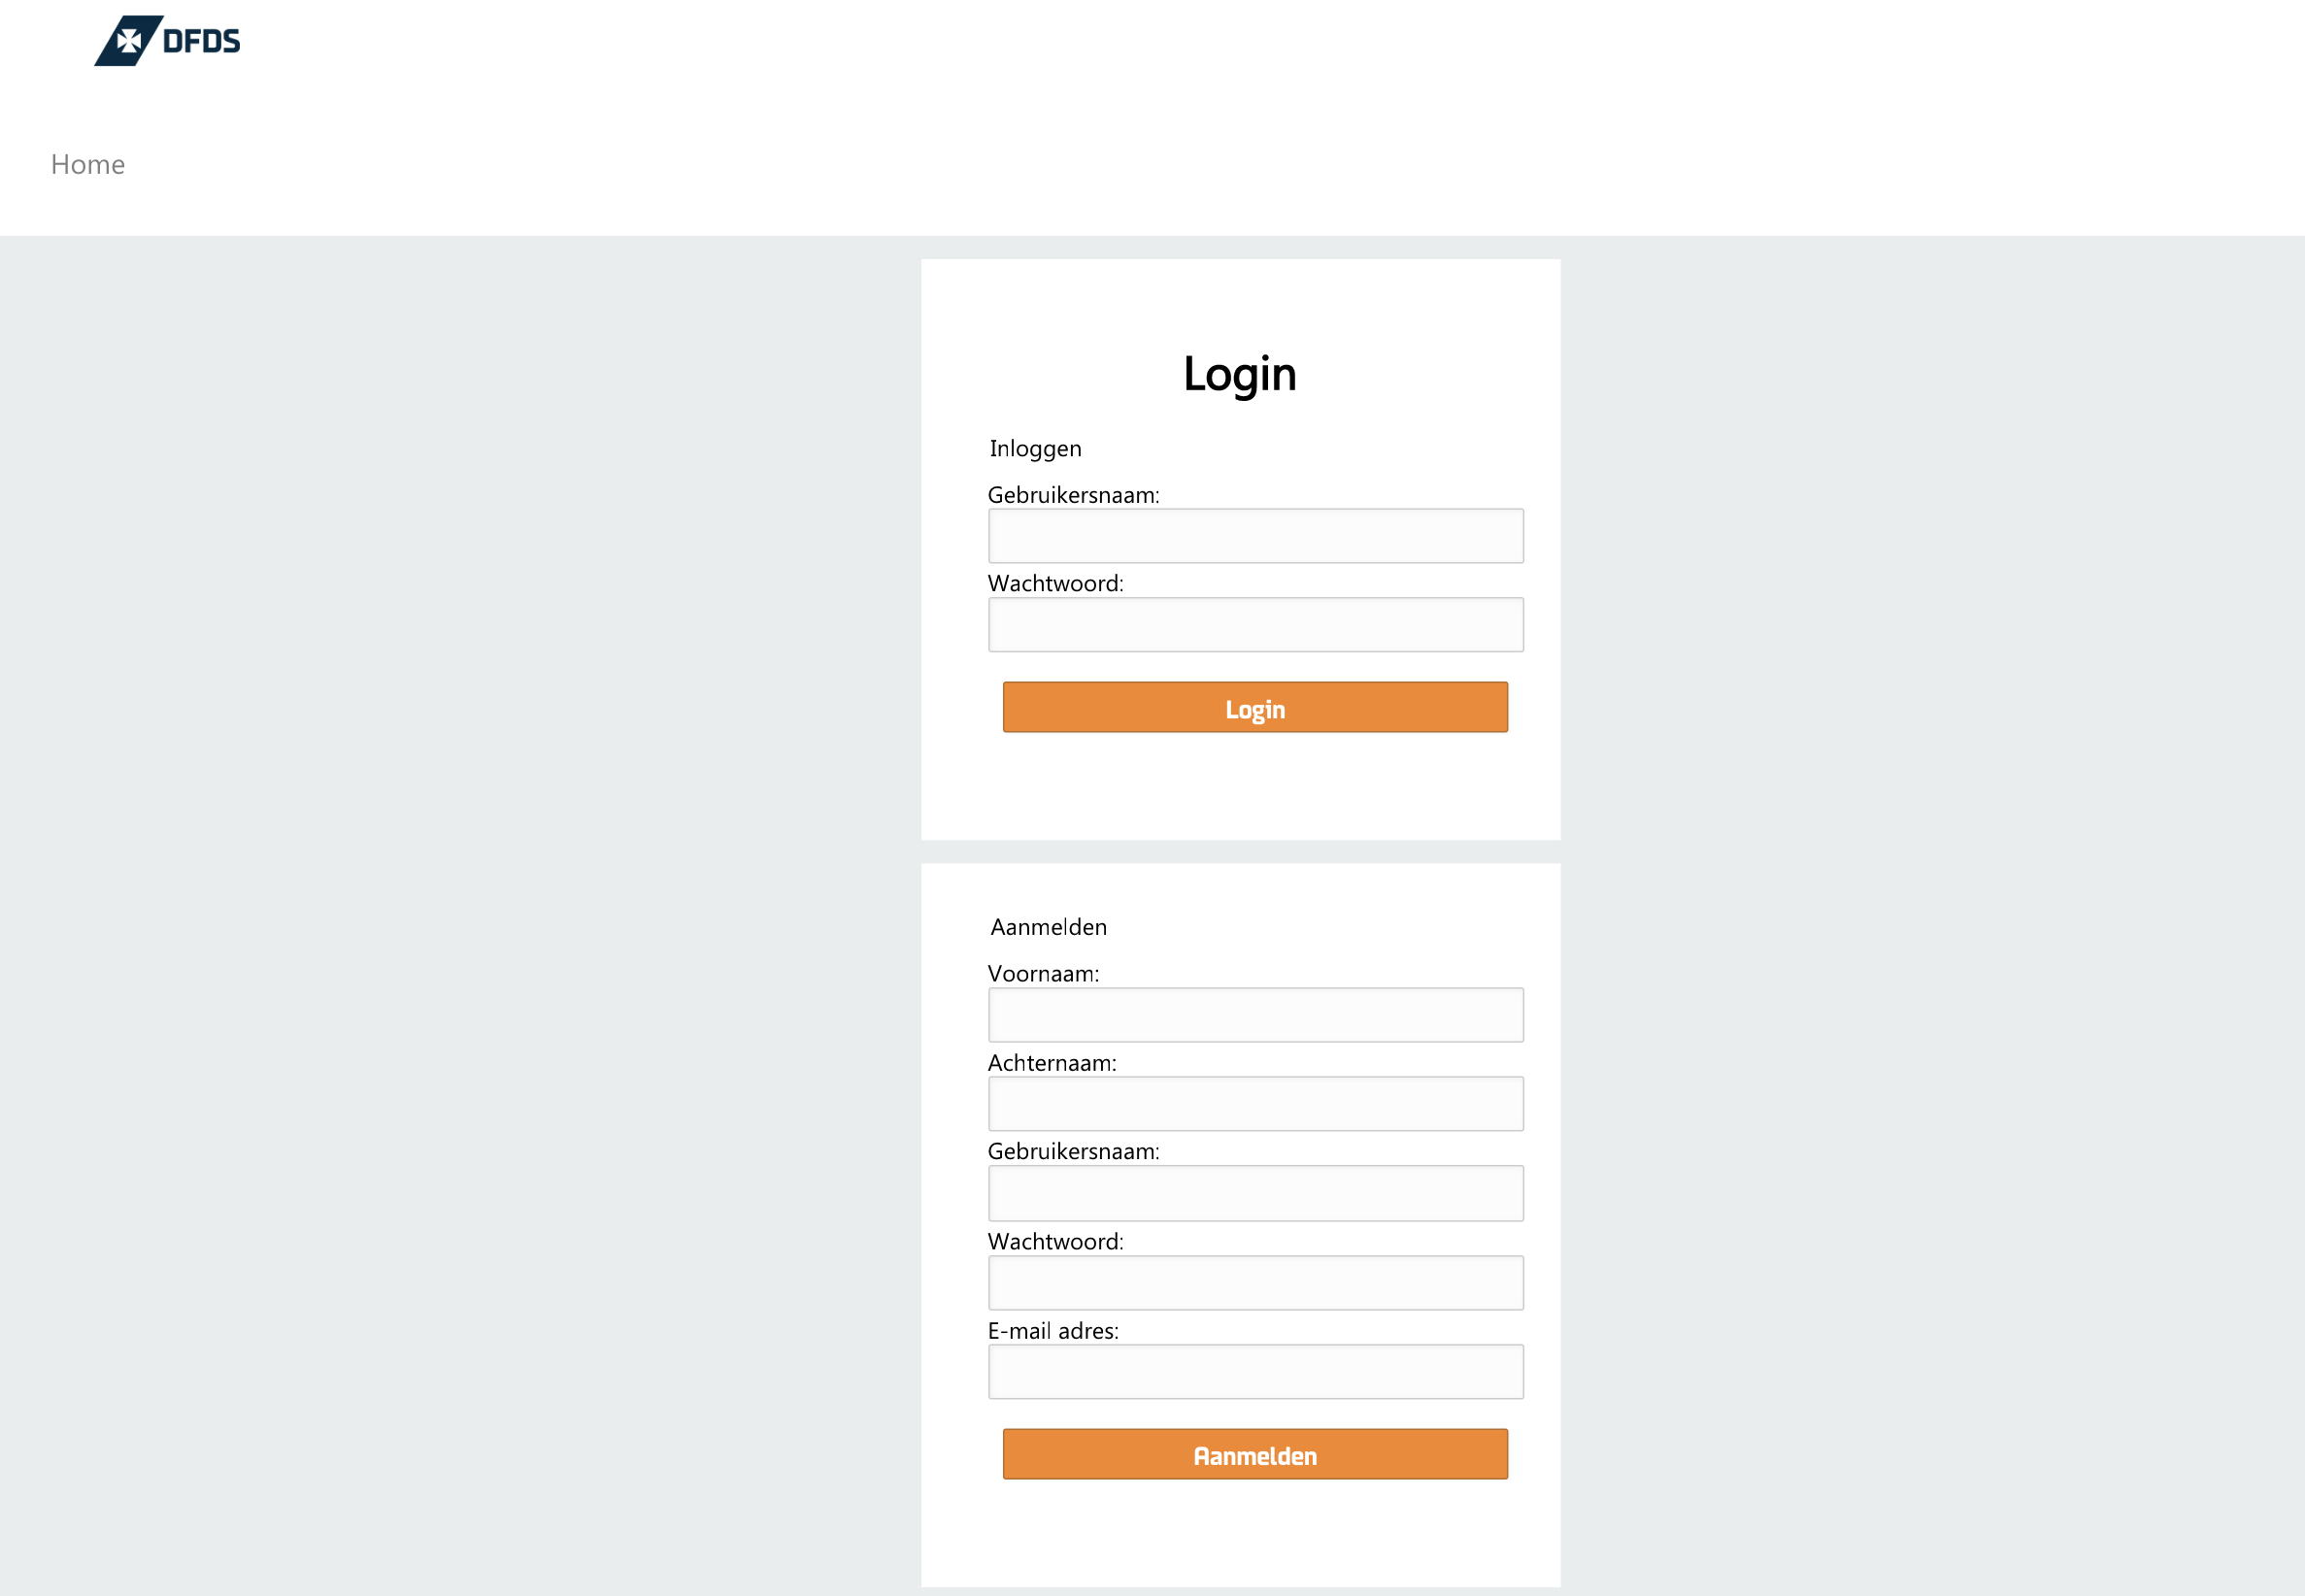 DFDS
Home
Login
Inloggen
Gebruikersnaam:
Wachtwoord:
Login
Aanmelden
Voornaam:
Achternaam:
Gebruikersnaam:
Wachtwoord:
E-mail adres:
Aanmelden